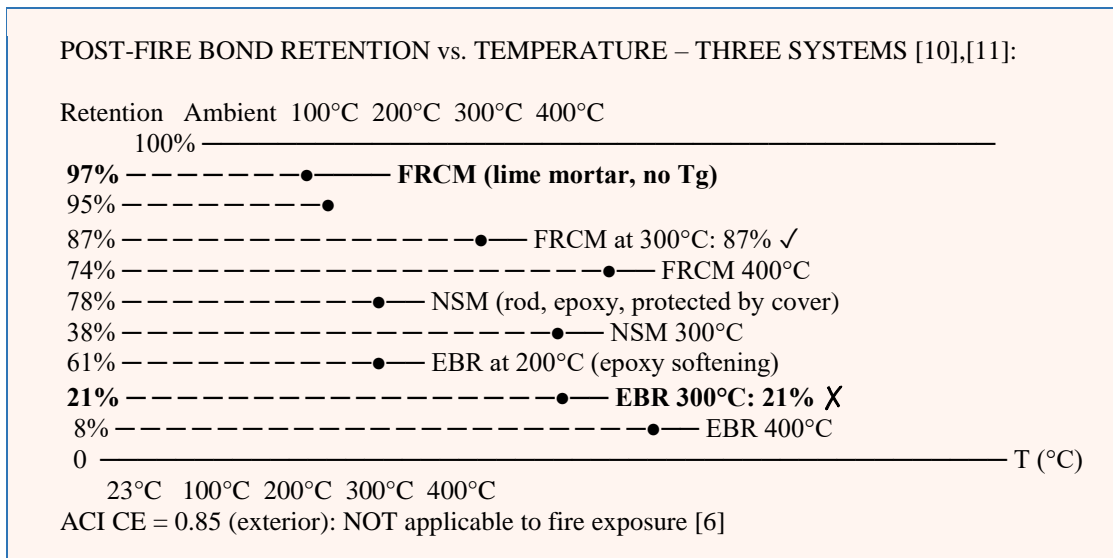 POST-FIRE BOND RETENTION vs. TEMPERATURE – THREE SYSTEMS [10],[11]:
Retention Ambient 100°C 200°C 300°C 400°C
100% ──────────────────────────────
97% ─ ─ ─ ─ ─ ─ ─ ●──── FRCM (lime mortar, no Tg)
95% ─ ─ ─ ─ ─ ─ ─ ─ ●
87% ─ ─ ─ ─ ─ ─ ─ ─ ─ ─ ─ ─ ─ ─ ●── FRCM at 300°C: 87% ✓
74% ─ ─ ─ ─ ─ ─ ─ ─ ─ ─ ─ ─ ─ ─ ─ ─ ─ ─ ─ ●── FRCM 400°C
78% ─ ─ ─ ─ ─ ─ ─ ─ ─ ─ ●── NSM (rod, epoxy, protected by cover)
38% ─ ─ ─ ─ ─ ─ ─ ─ ─ ─ ─ ─ ─ ─ ─ ─ ─ ●── NSM 300°C
61% ─ ─ ─ ─ ─ ─ ─ ─ ─ ─ ●── EBR at 200°C (epoxy softening)
21% ─ ─ ─ ─ ─ ─ ─ ─ ─ ─ ─ ─ ─ ─ ─ ─ ─ ●── EBR 300°C: 21% ✗
8% ─ ─ ─ ─ ─ ─ ─ ─ ─ ─ ─ ─ ─ ─ ─ ─ ─ ─ ─ ─ ─ ●── EBR 400°C
0 ────────────────────────────────── T (°C)
23°C 100°C 200°C 300°C 400°C
ACI CE = 0.85 (exterior): NOT applicable to fire exposure [6]